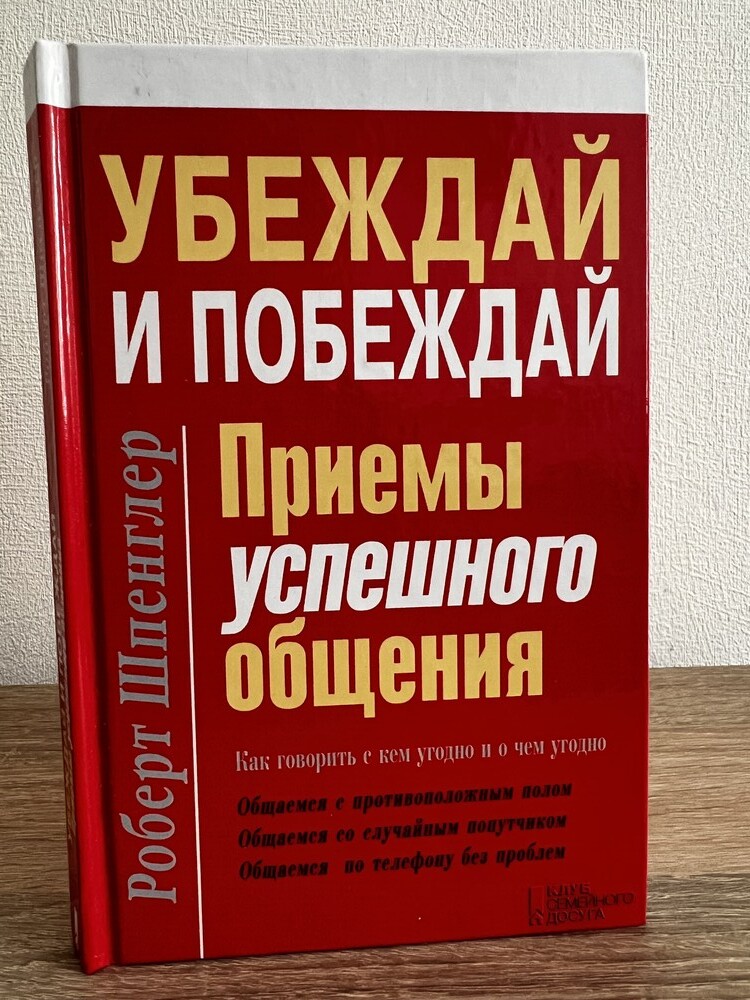 УБЕЖДАЙ
И ПОБЕЖДАЙ
Роберт Шпенглер
Приемы
успешного
общения
Как говорить с кем угодно и о чем угодно
Общаемся с противоположным полом
Общаемся со случайным попутчиком
Общаемся по телефону без проблем
КЛУБ
СЕМЕЙНОГО
ДОСУГА